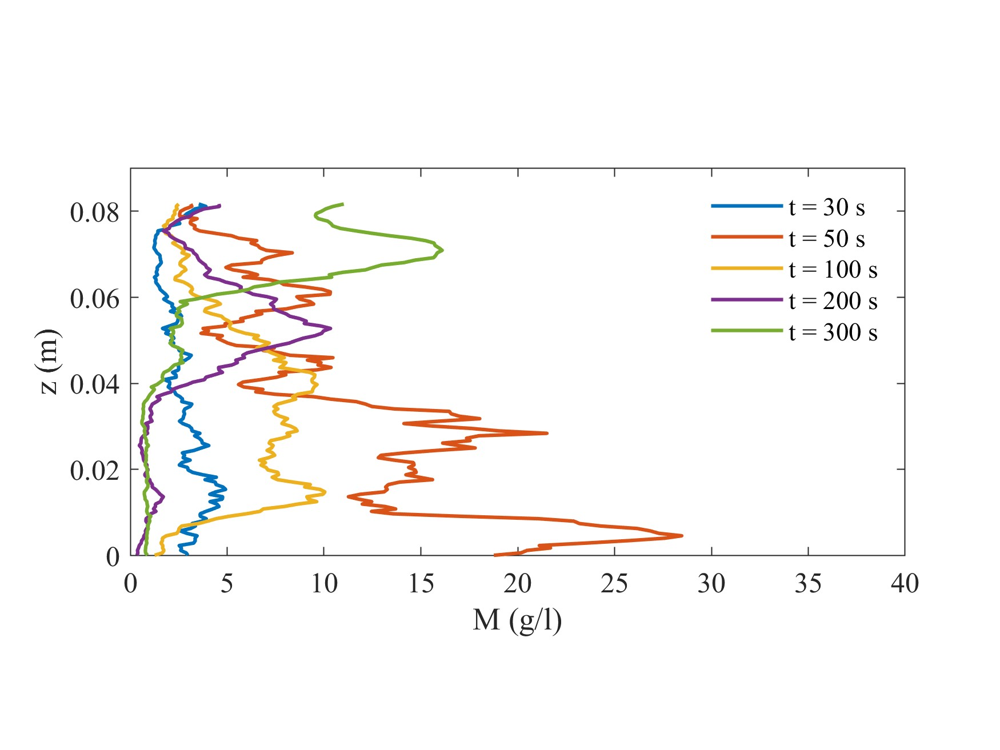 0.08
0.06
0.04
0.02
0
z (m)
t = 30 s
t = 50 s
t = 100 s
t = 200 s
t = 300 s
0 5 10 15 20 25 30 35 40
M (g/l)